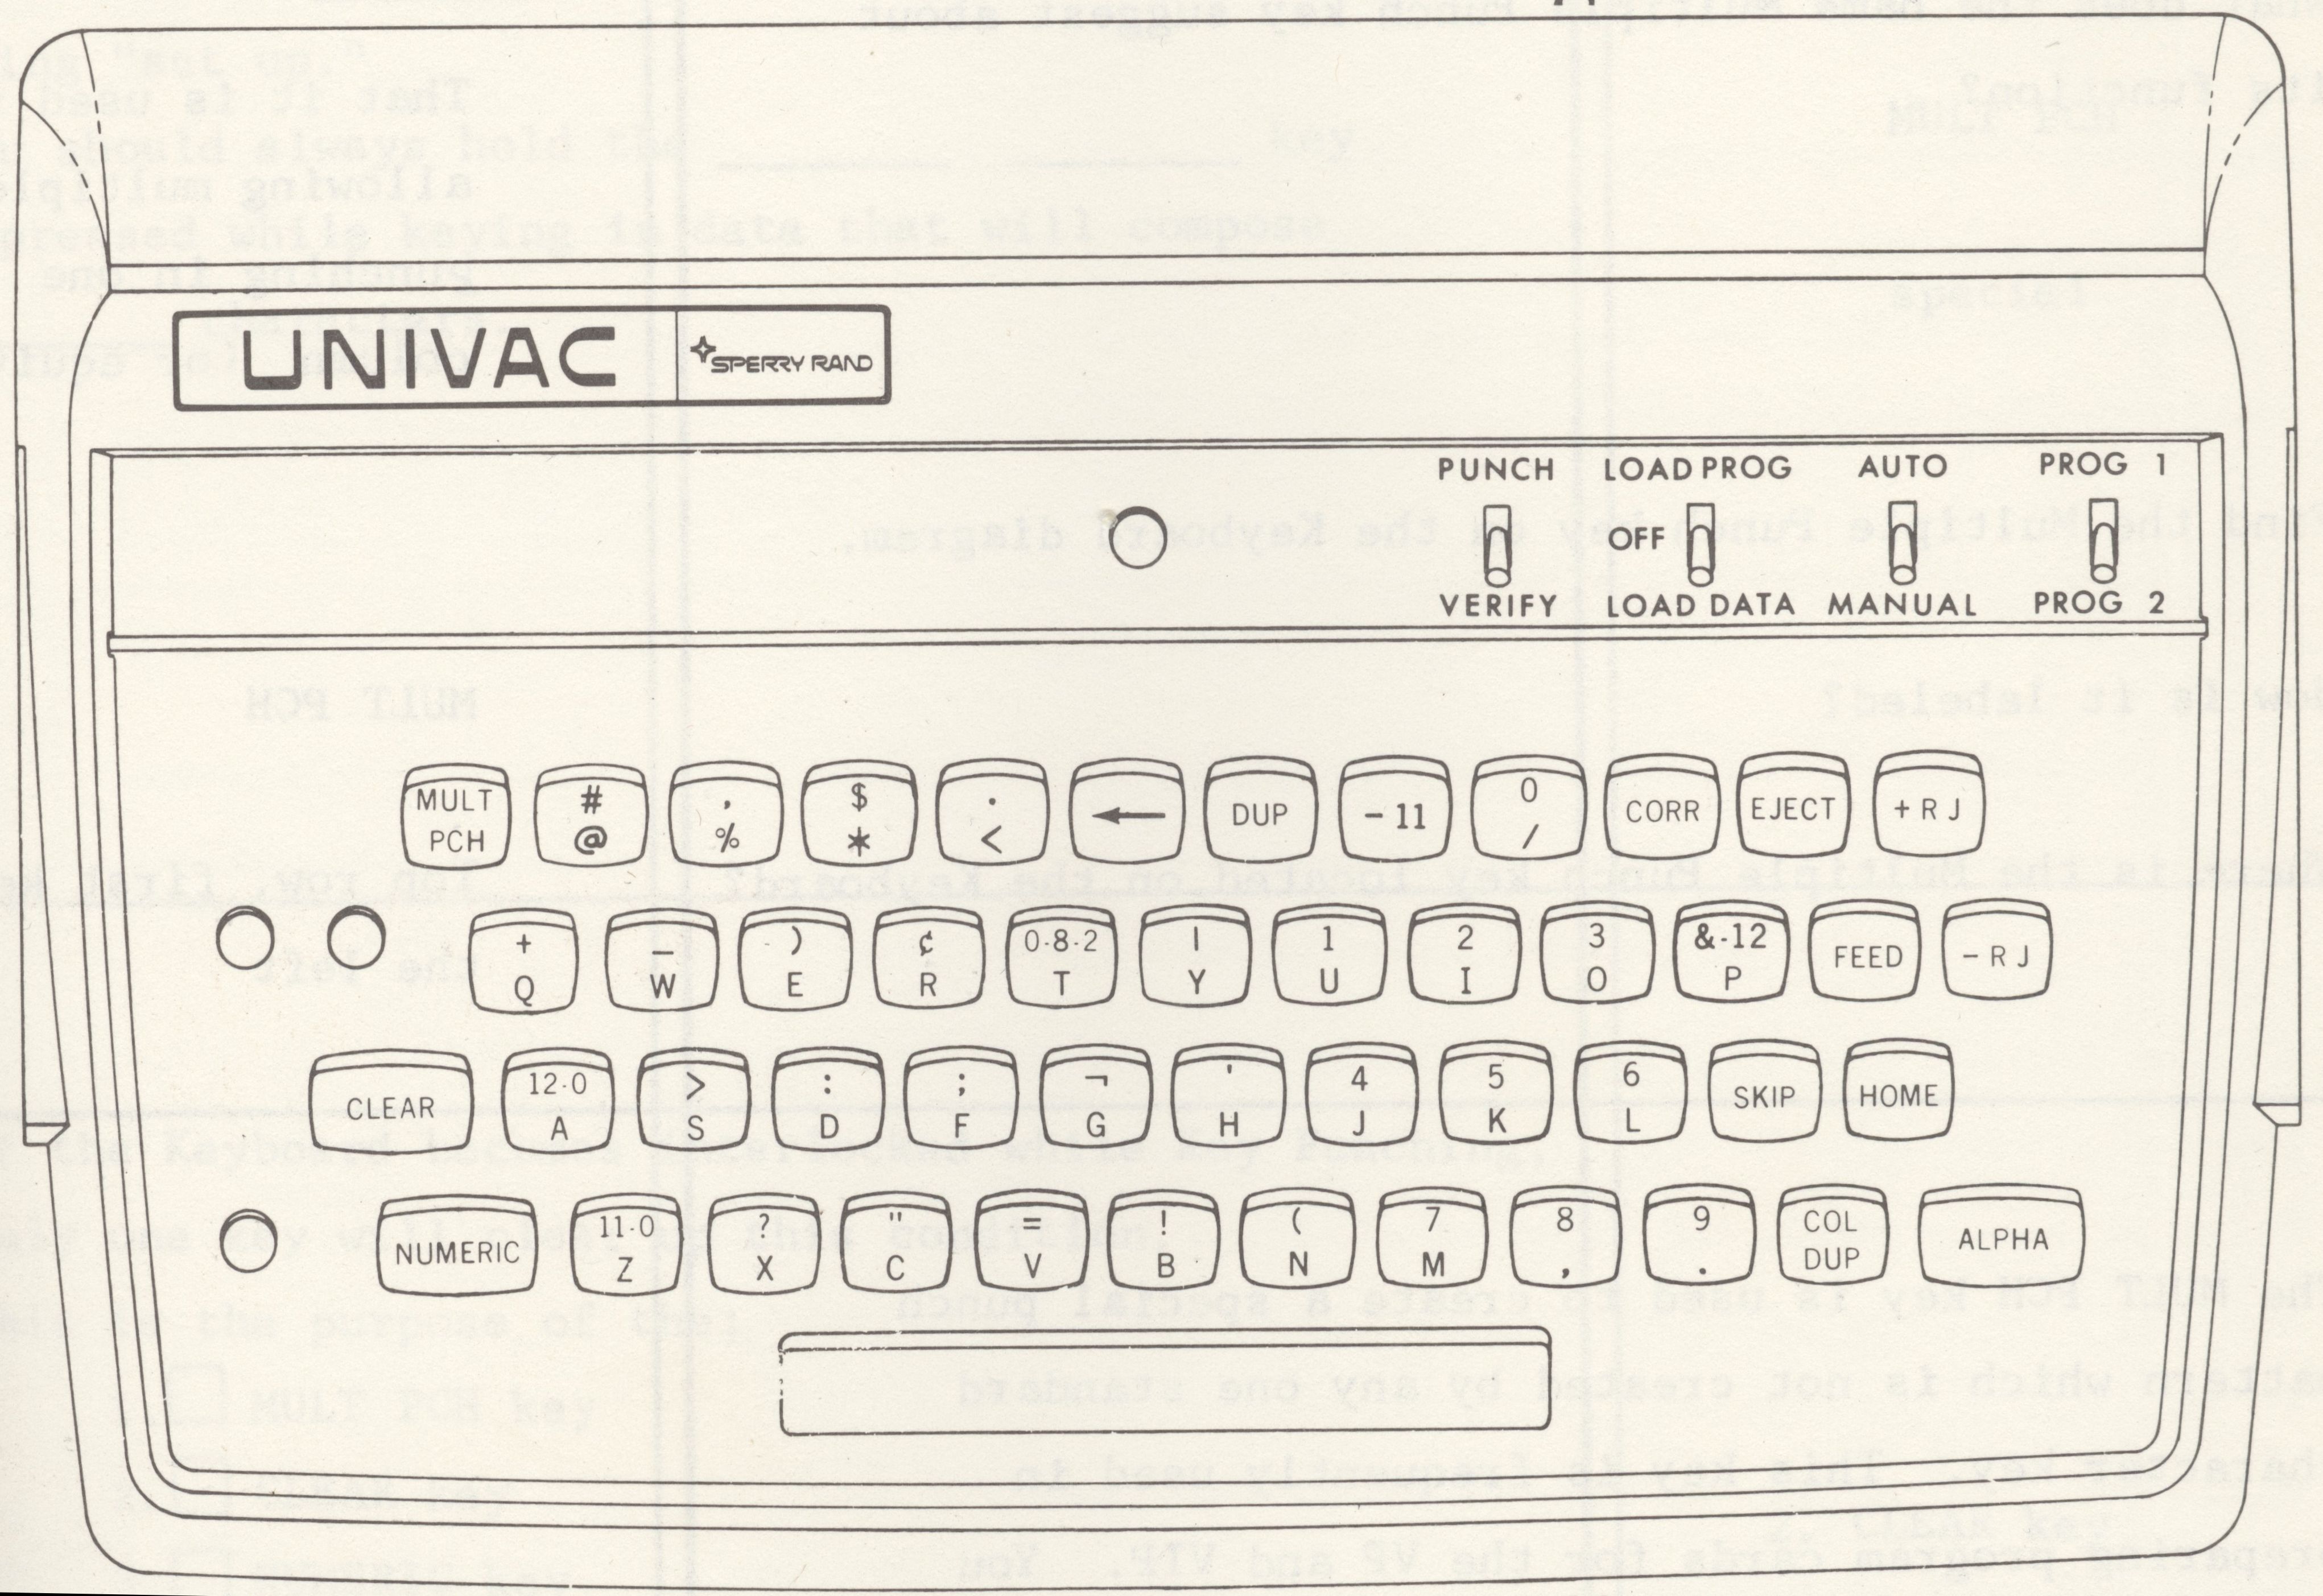 UNIVAC SPERRY RAND
PUNCH LOAD PROG AUTO PROG 1
OFF
VERIFY LOAD DATA MANUAL PROG 2
MULT PCH
# @
, %
$ *
. <
←
DUP
- 11
0 /
CORR
EJECT
+ R J
+ Q
_ W
) E
¢ R
0-8-2 T
| Y
1 U
2 I
3 O
&-12 P
FEED
- R J
CLEAR
12-0 A
> S
: D
; F
¬ G
' H
4 J
5 K
6 L
SKIP
HOME
NUMERIC
11-0 Z
? X
" C
= V
! B
( N
7 M
8 ,
9 .
COL DUP
ALPHA